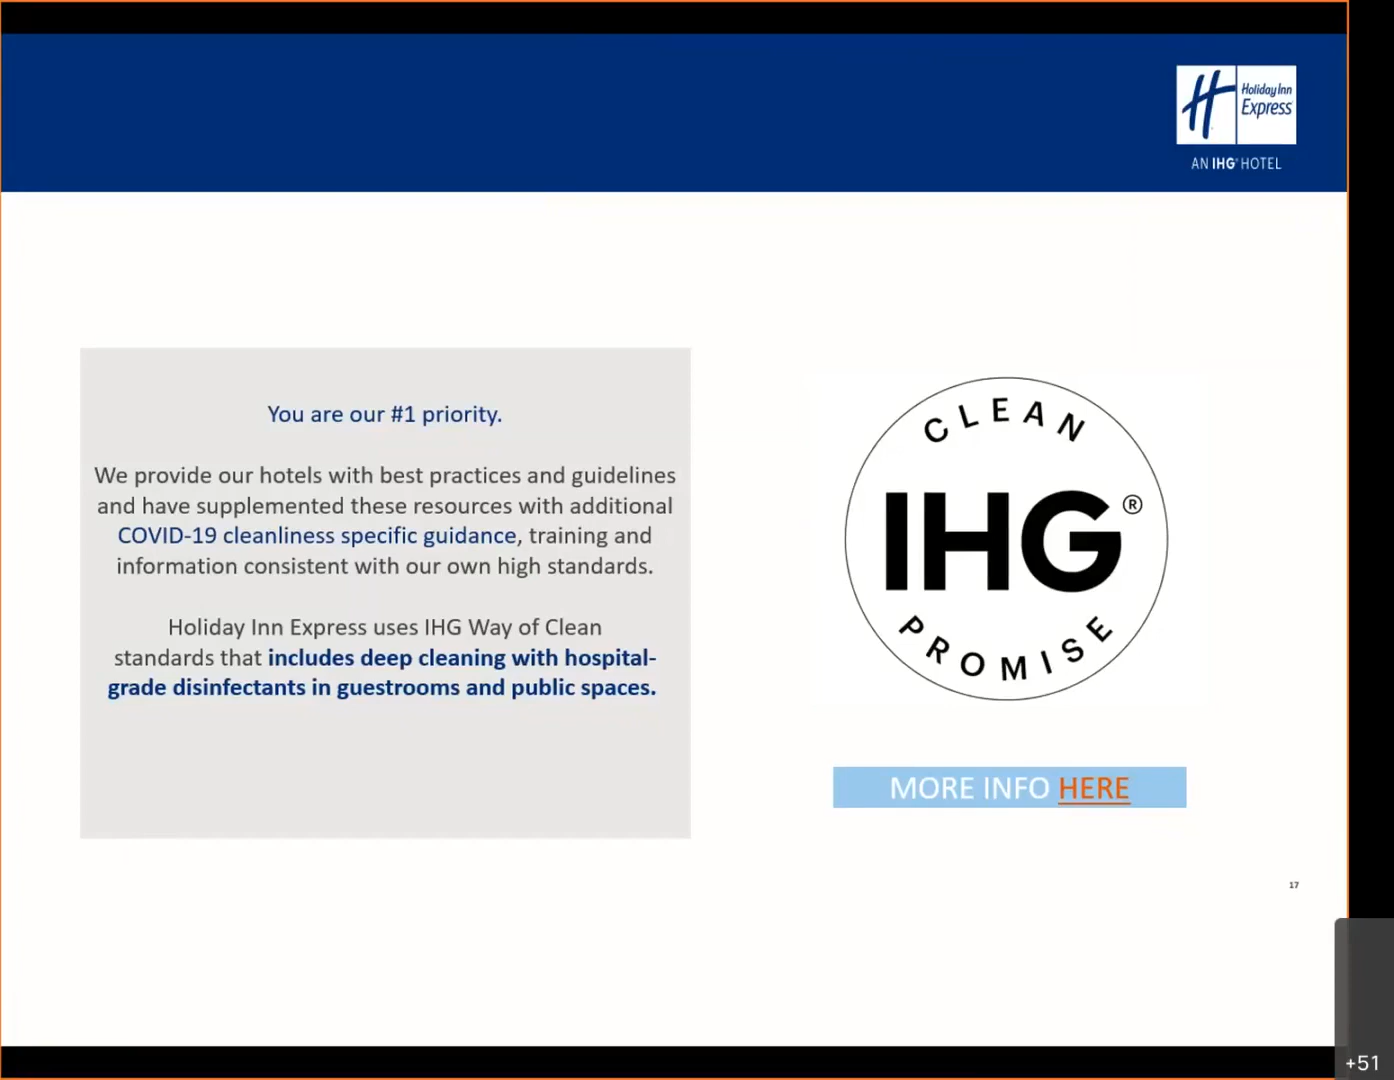 Holiday Inn
Express
AN IHG® HOTEL
You are our #1 priority.
We provide our hotels with best practices and guidelines
and have supplemented these resources with additional
COVID-19 cleanliness specific guidance, training and
information consistent with our own high standards.
Holiday Inn Express uses IHG Way of Clean
standards that includes deep cleaning with hospital-
grade disinfectants in guestrooms and public spaces.
CLEAN
IHG®
PROMISE
MORE INFO HERE
17
+51